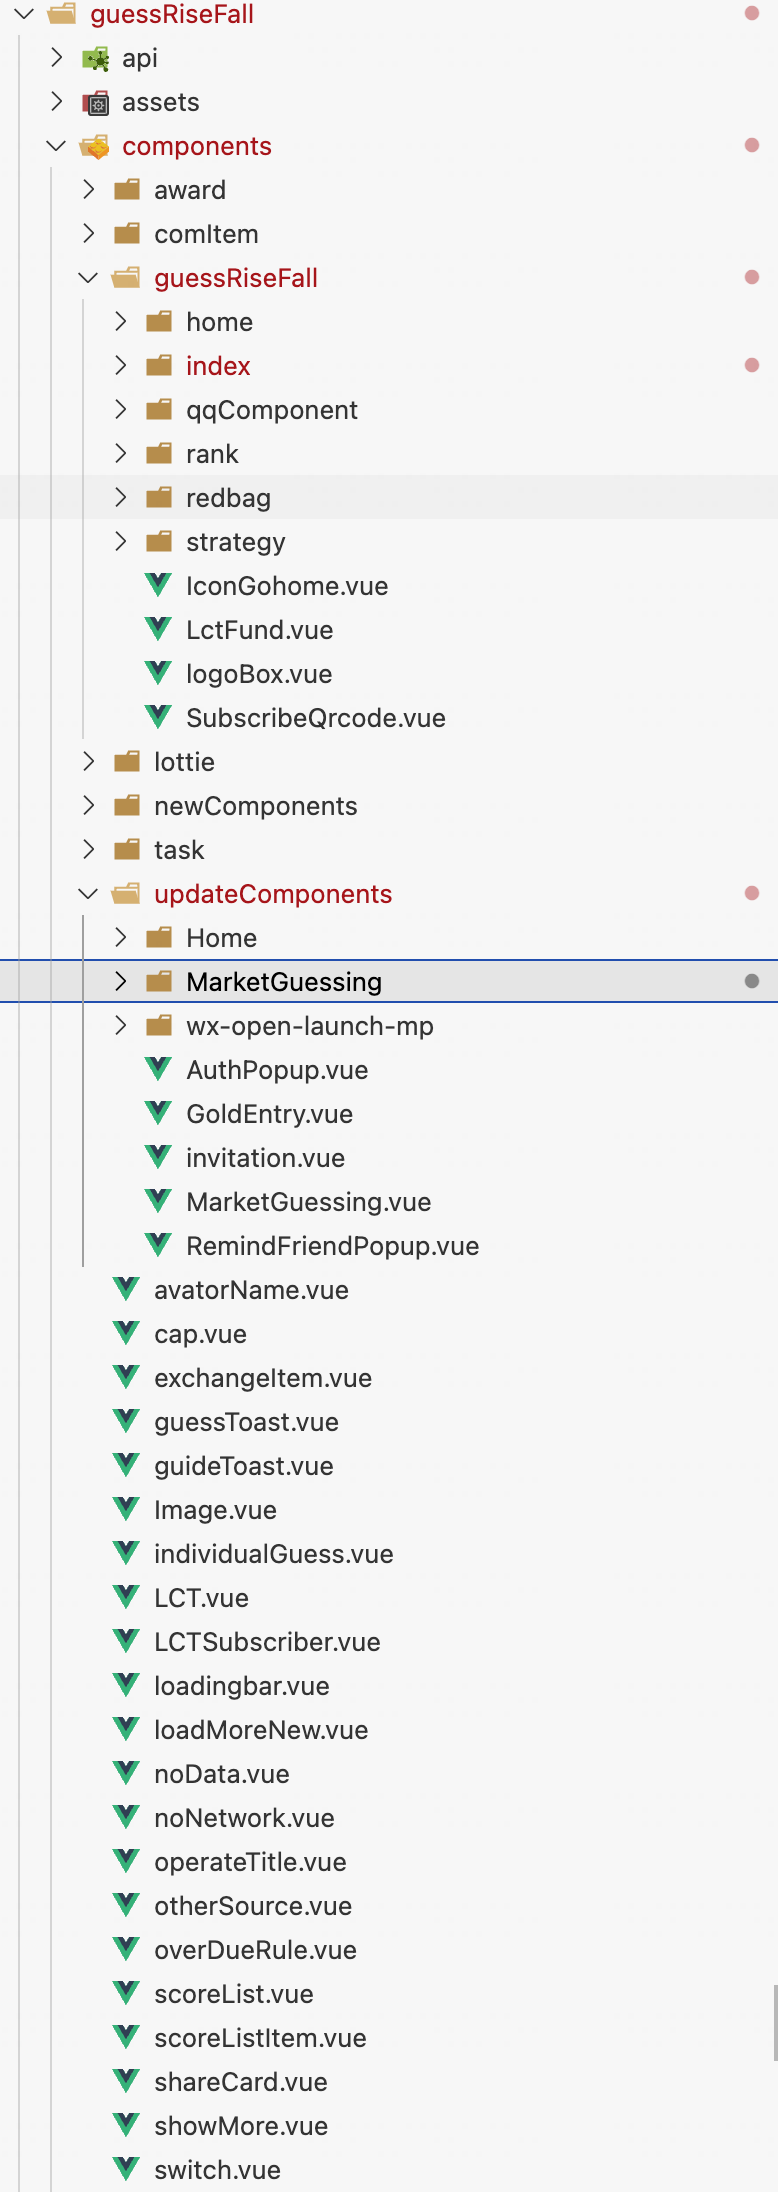 guessRiseFall
api
assets
components
award
comItem
guessRiseFall
home
index
qqComponent
rank
redbag
strategy
IconGohome.vue
LctFund.vue
logoBox.vue
SubscribeQrcode.vue
lottie
newComponents
task
updateComponents
Home
MarketGuessing
wx-open-launch-mp
AuthPopup.vue
GoldEntry.vue
invitation.vue
MarketGuessing.vue
RemindFriendPopup.vue
avatorName.vue
cap.vue
exchangeItem.vue
guessToast.vue
guideToast.vue
Image.vue
individualGuess.vue
LCT.vue
LCTSubscriber.vue
loadingbar.vue
loadMoreNew.vue
noData.vue
noNetwork.vue
operateTitle.vue
otherSource.vue
overDueRule.vue
scoreList.vue
scoreListItem.vue
shareCard.vue
showMore.vue
switch.vue